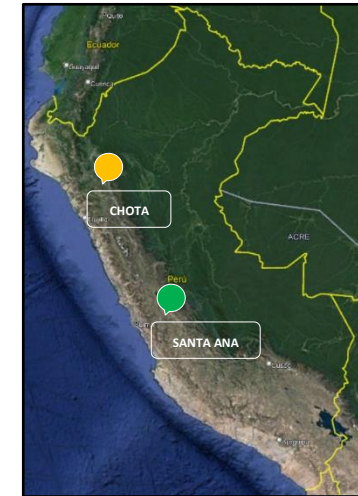 Quito
Ecuador
Guayaquil
Cuenca
CHOTA
Trujillo
ACRE
Perú
Lima
SANTA ANA
Cusco
Arequipa